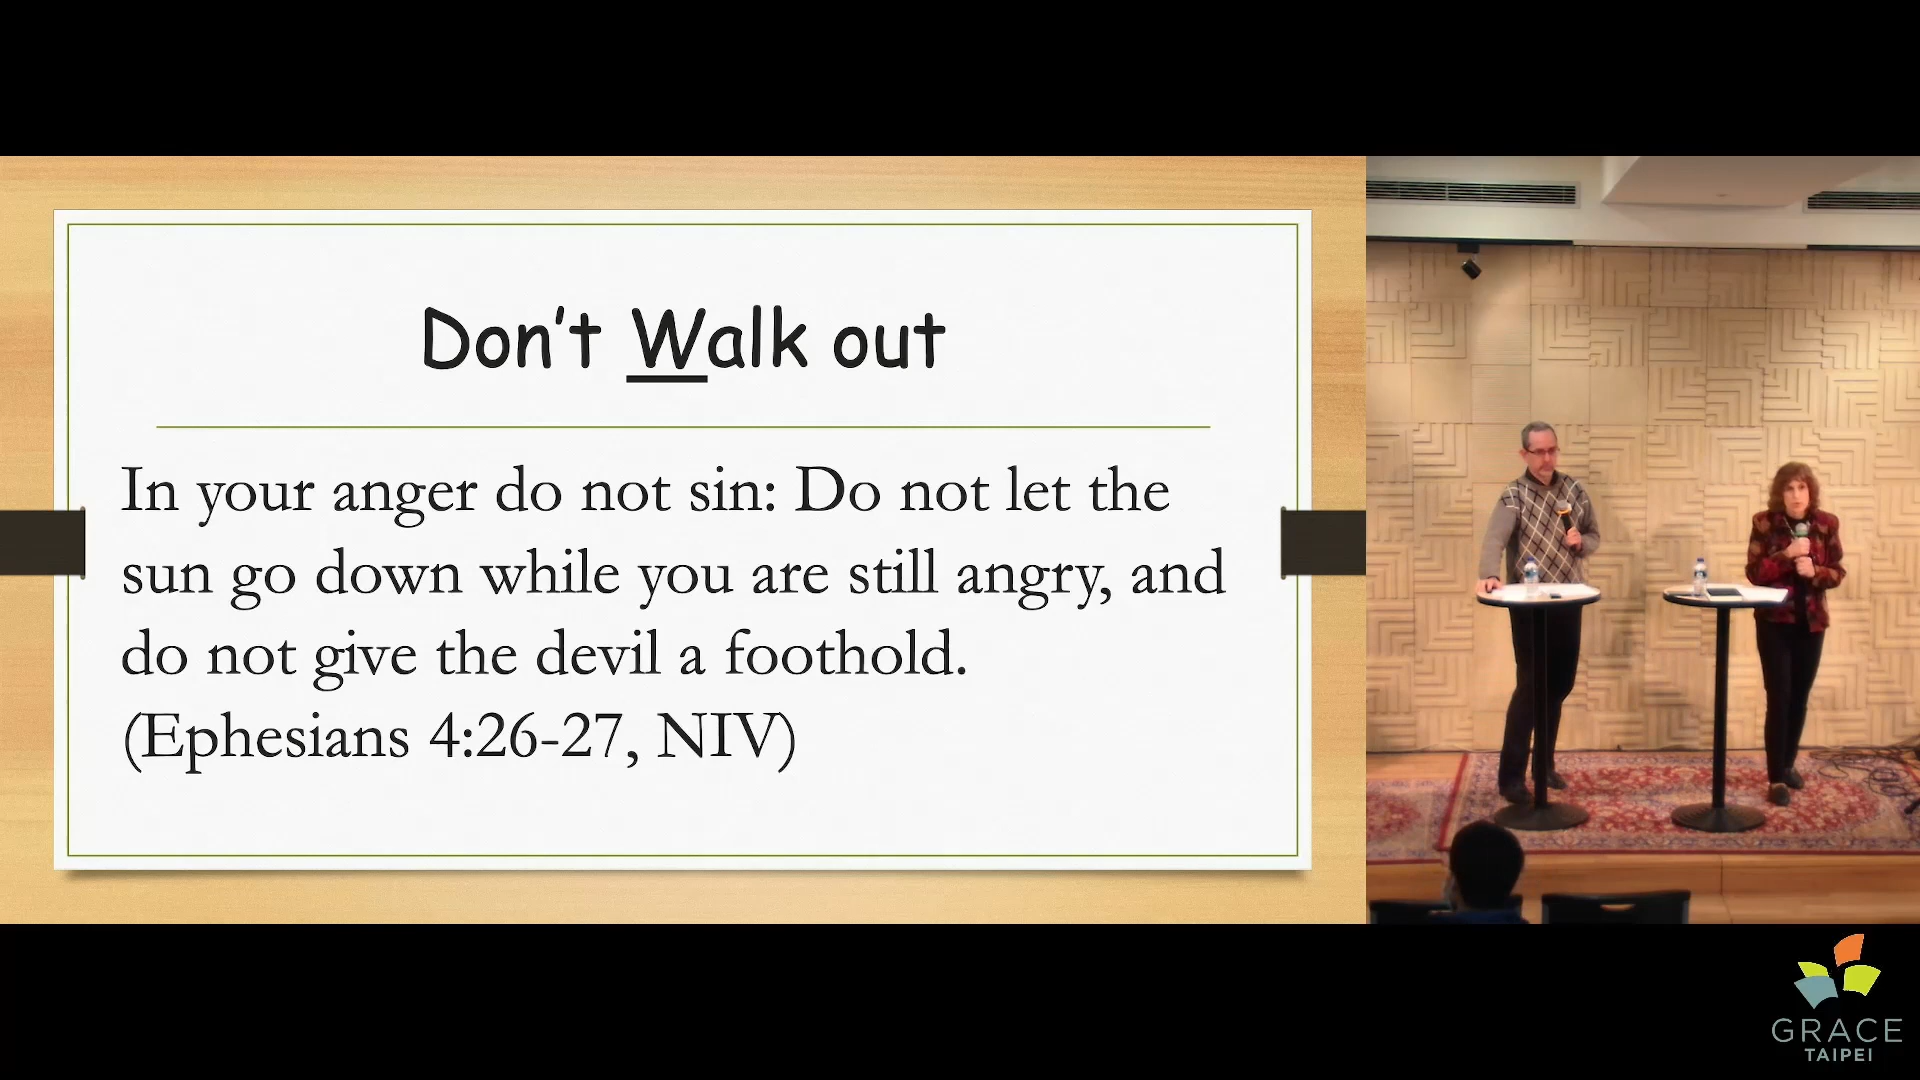 Don't Walk out
In your anger do not sin: Do not let the
sun go down while you are still angry, and
do not give the devil a foothold.
(Ephesians 4:26-27, NIV)
GRACE
TAIPEI